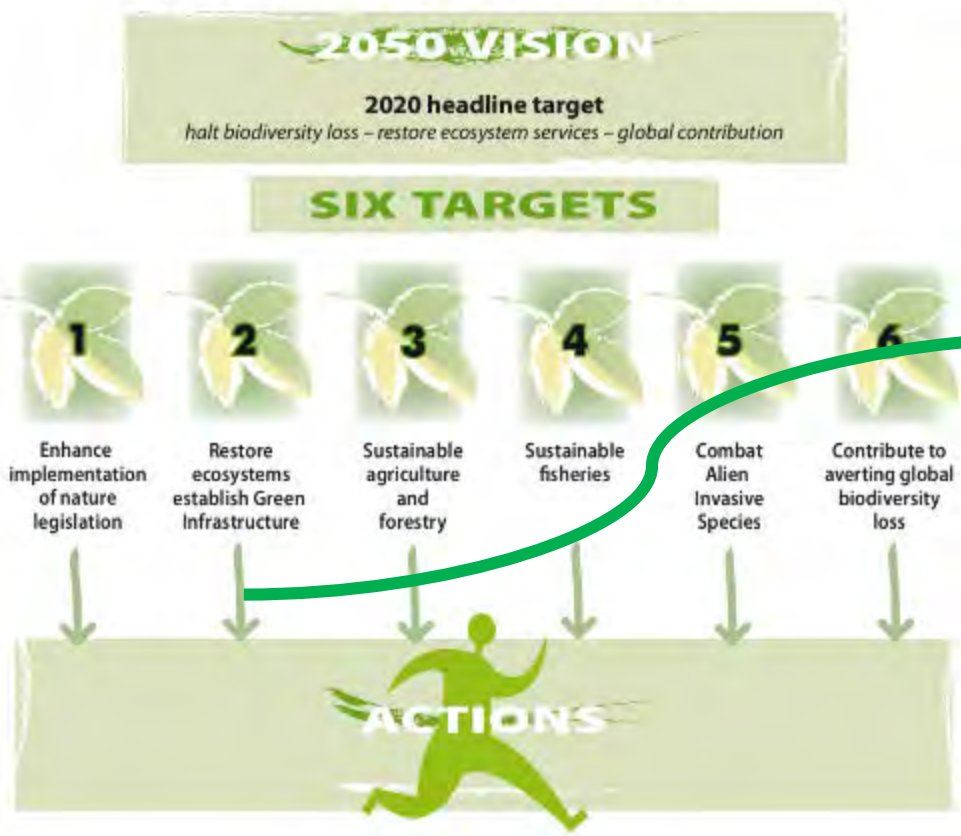 2050 VISION
2020 headline target
halt biodiversity loss – restore ecosystem services – global contribution
SIX TARGETS
1
2
3
4
5
6
Enhance
implementation
of nature
legislation
Restore
ecosystems
establish Green
Infrastructure
Sustainable
agriculture
and
forestry
Sustainable
fisheries
Combat
Alien
Invasive
Species
Contribute to
averting global
biodiversity
loss
ACTIONS